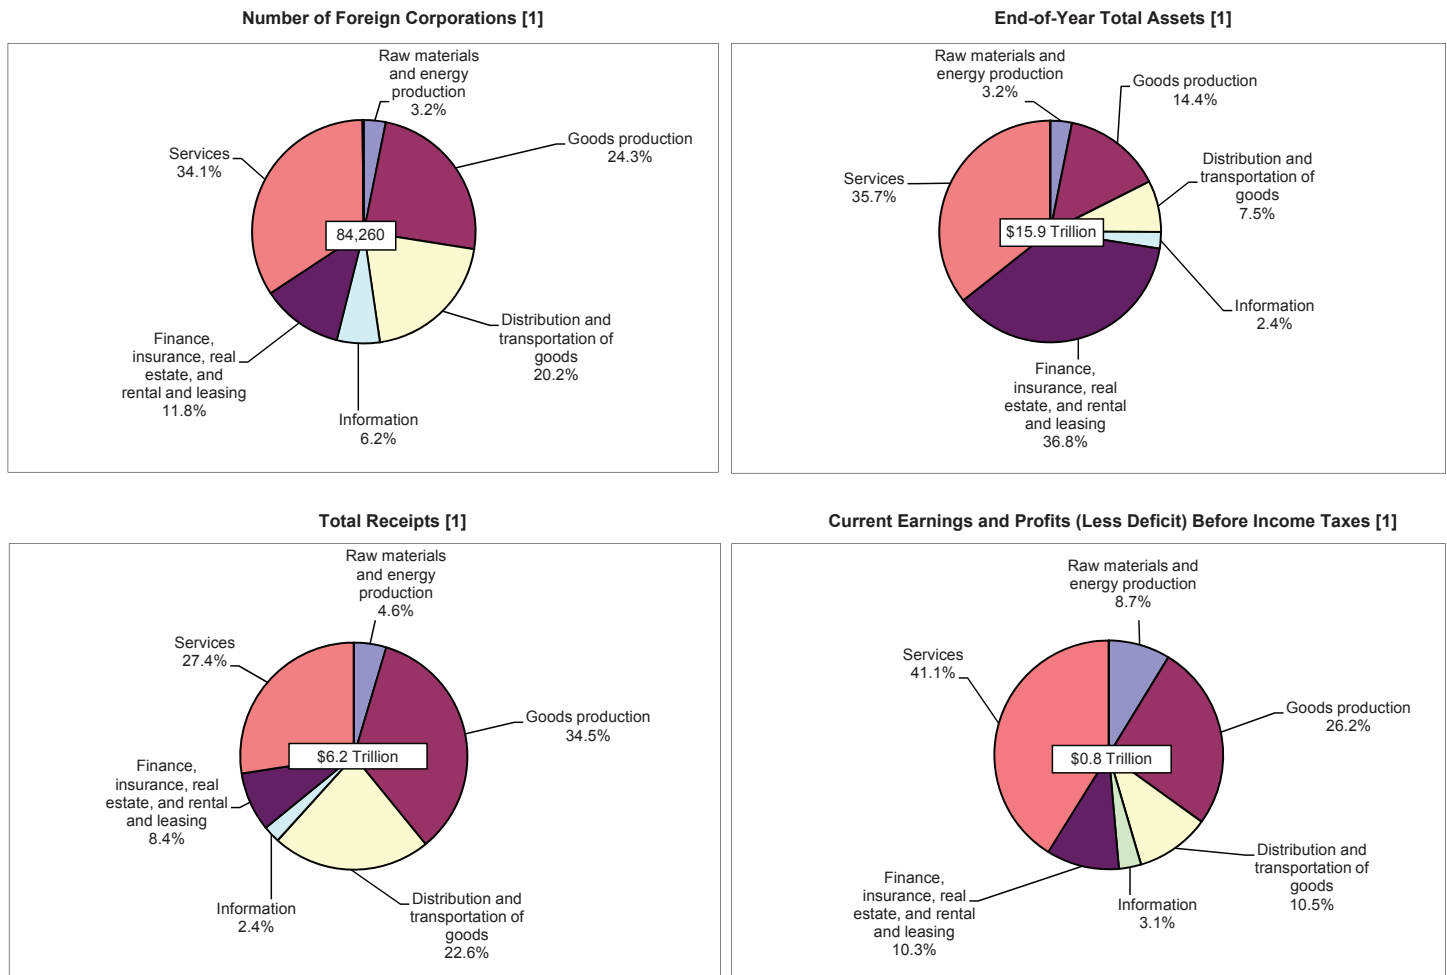 Number of Foreign Corporations [1]
Raw materials
and energy
production
3.2%
Goods production
24.3%
Services
34.1%
84,260
Distribution and
transportation of
goods
20.2%
Finance,
insurance, real
estate, and
rental and leasing
11.8%
Information
6.2%
End-of-Year Total Assets [1]
Raw materials and
energy production
3.2%
Goods production
14.4%
Distribution and
transportation of
goods
7.5%
Services
35.7%
$15.9 Trillion
Information
2.4%
Finance,
insurance, real
estate, and rental
and leasing
36.8%
Total Receipts [1]
Raw materials
and energy
production
4.6%
Services
27.4%
Goods production
34.5%
$6.2 Trillion
Finance,
insurance, real
estate, and rental
and leasing
8.4%
Information
2.4%
Distribution and
transportation of
goods
22.6%
Current Earnings and Profits (Less Deficit) Before Income Taxes [1]
Raw materials and
energy production
8.7%
Services
41.1%
Goods production
26.2%
$0.8 Trillion
Distribution and
transportation of
goods
10.5%
Finance,
insurance, real
estate, and rental
and leasing
10.3%
Information
3.1%